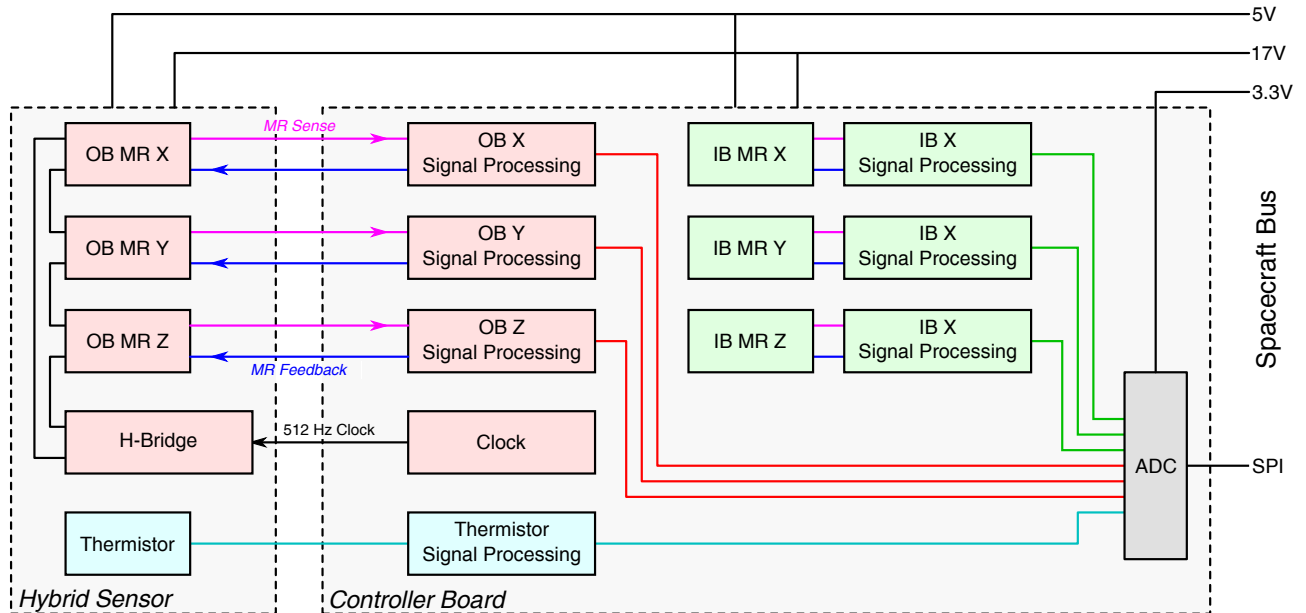 5V
17V
3.3V
OB MR X
MR Sense
OB X
Signal Processing
IB MR X
IB X
Signal Processing
OB MR Y
OB Y
Signal Processing
IB MR Y
IB X
Signal Processing
OB MR Z
MR Feedback
OB Z
Signal Processing
IB MR Z
IB X
Signal Processing
Spacecraft Bus
H-Bridge
512 Hz Clock
Clock
ADC
SPI
Thermistor
Thermistor
Signal Processing
Hybrid Sensor
Controller Board